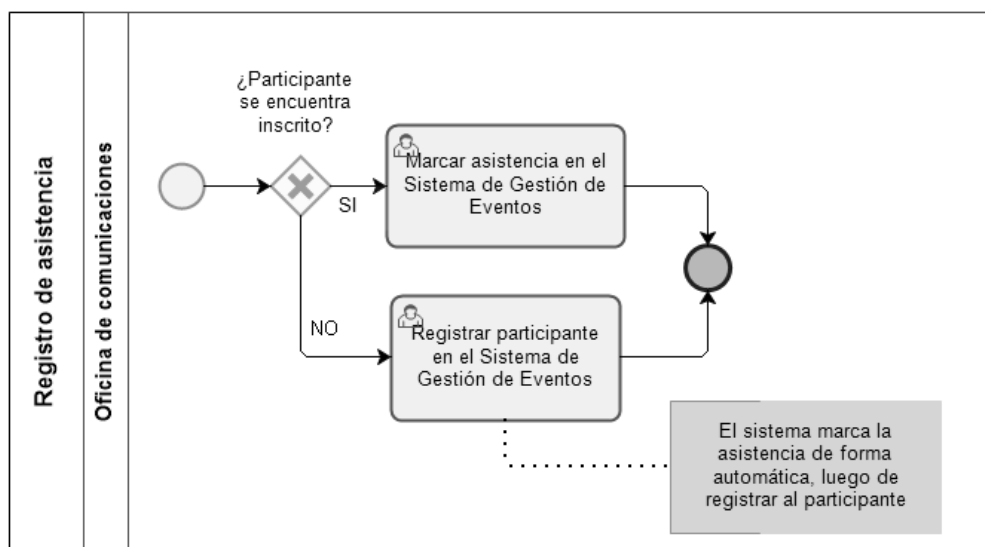 Registro de asistencia
Oficina de comunicaciones
¿Participante
se encuentra
inscrito?
SI
NO
Marcar asistencia en el
Sistema de Gestión de
Eventos
Registrar participante
en el Sistema de
Gestión de Eventos
El sistema marca la
asistencia de forma
automática, luego de
registrar al participante